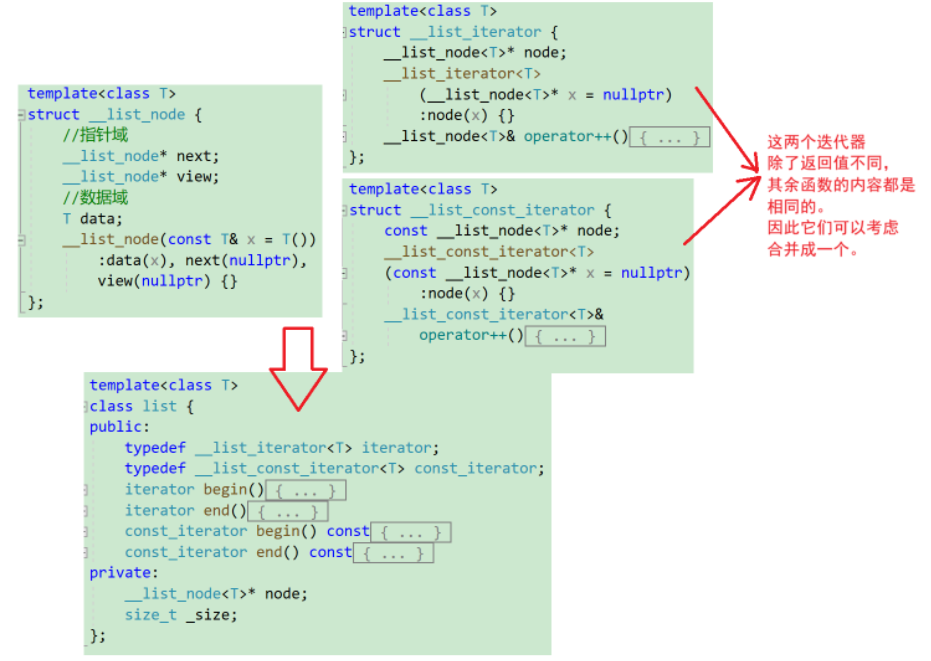 template<class T>
struct __list_node {
//指针域
__list_node* next;
__list_node* view;
//数据域
T data;
__list_node(const T& x = T())
:data(x), next(nullptr),
view(nullptr) {}
};
template<class T>
struct __list_iterator {
__list_node<T>* node;
__list_iterator<T>
(__list_node<T>* x = nullptr)
:node(x) {}
__list_node<T>& operator++(){ ... }
};
template<class T>
struct __list_const_iterator {
const __list_node<T>* node;
__list_const_iterator<T>
(const __list_node<T>* x = nullptr)
:node(x) {}
__list_const_iterator<T>&
operator++(){ ... }
};
这两个迭代器
除了返回值不同，
其余函数的内容都是
相同的。
因此它们可以考虑
合并成一个。
template<class T>
class list {
public:
typedef __list_iterator<T> iterator;
typedef __list_const_iterator<T> const_iterator;
iterator begin(){ ... }
iterator end(){ ... }
const_iterator begin() const{ ... }
const_iterator end() const{ ... }
private:
__list_node<T>* node;
size_t _size;
};